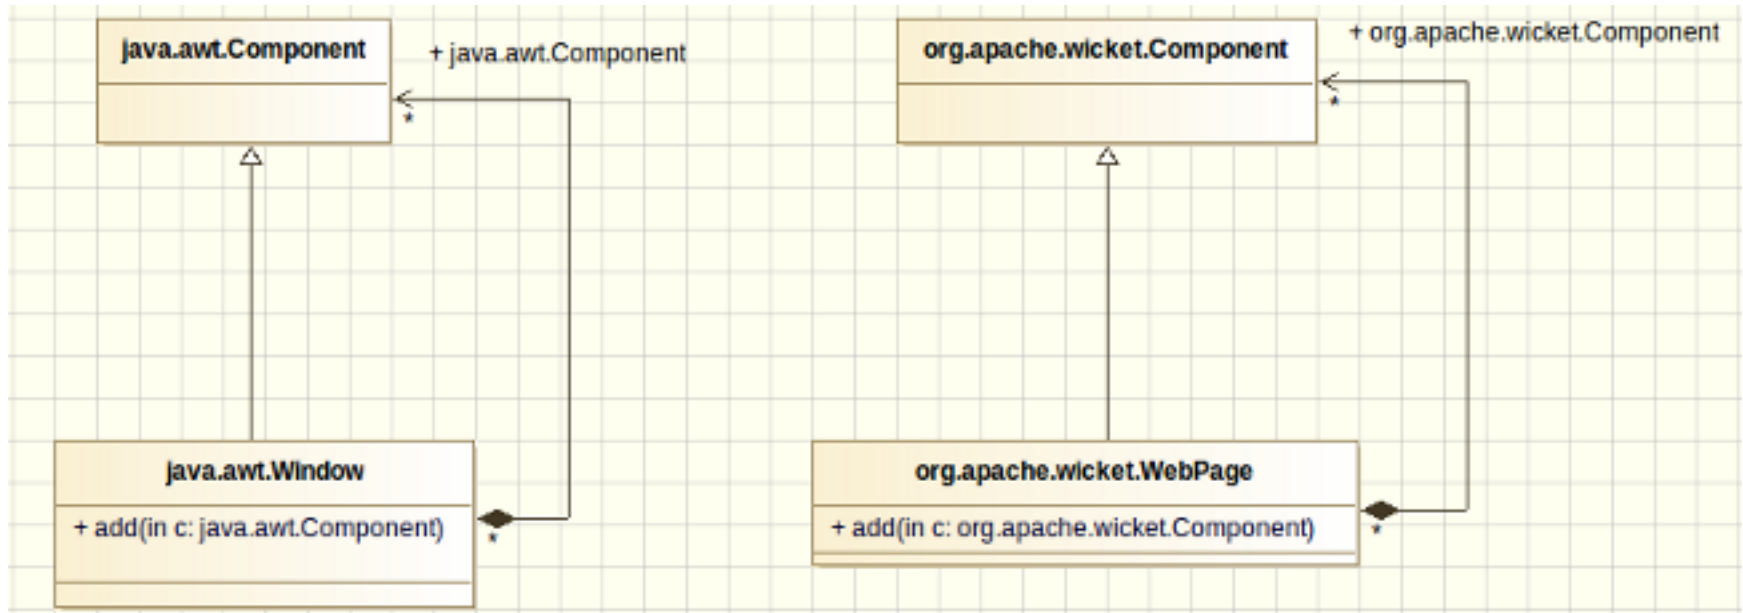 java.awt.Component
+ java.awt.Component
*
java.awt.Window
+ add(in c: java.awt.Component)
*
org.apache.wicket.Component
+ org.apache.wicket.Component
*
org.apache.wicket.WebPage
+ add(in c: org.apache.wicket.Component)
*